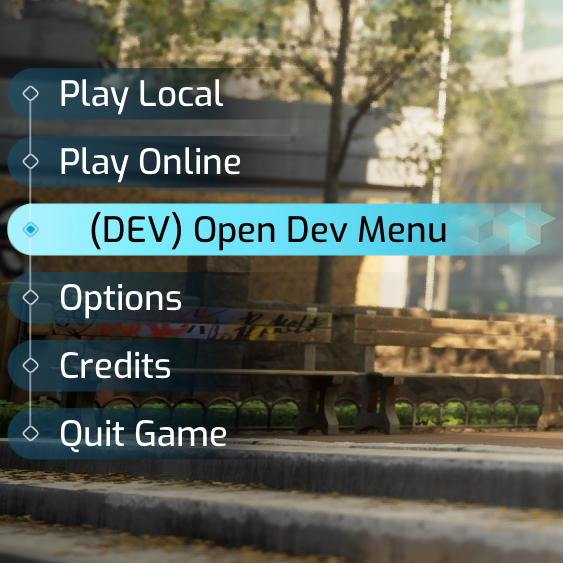 Play Local
Play Online
(DEV) Open Dev Menu
Options
Credits
Quit Game